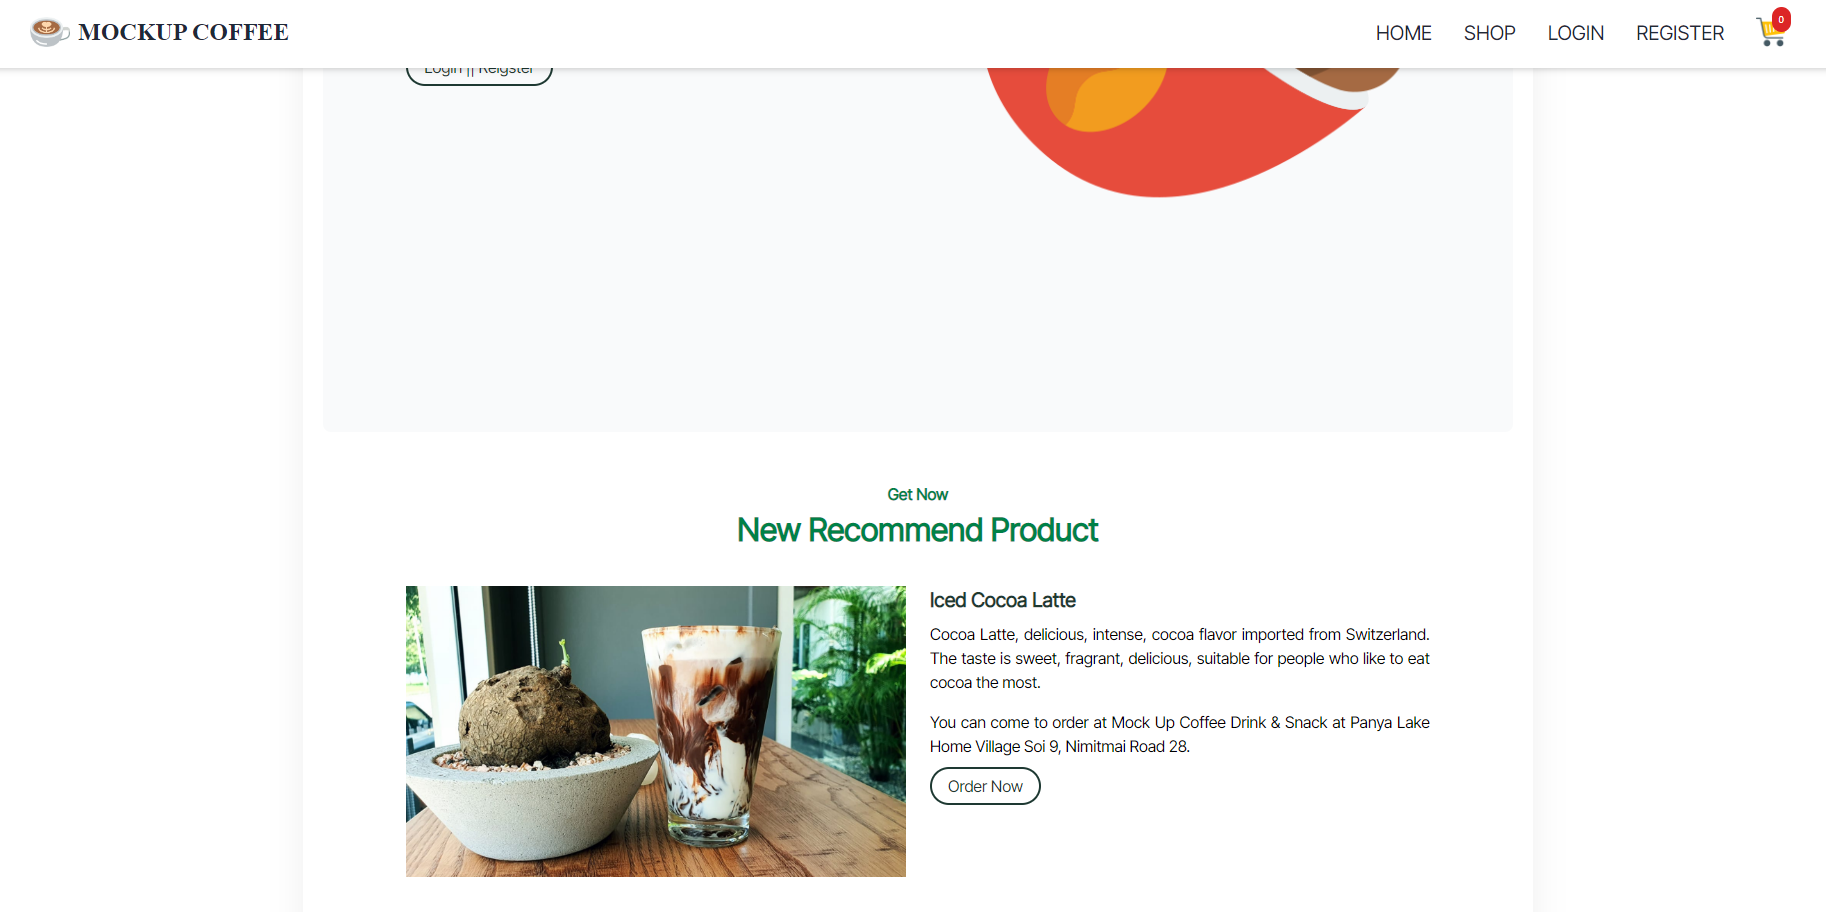 MOCKUP COFFEE
HOME SHOP LOGIN REGISTER 0
Login || Reigster
Get Now
New Recommend Product
Iced Cocoa Latte
Cocoa Latte, delicious, intense, cocoa flavor imported from Switzerland.
The taste is sweet, fragrant, delicious, suitable for people who like to eat
cocoa the most.
You can come to order at Mock Up Coffee Drink & Snack at Panya Lake
Home Village Soi 9, Nimitmai Road 28.
Order Now